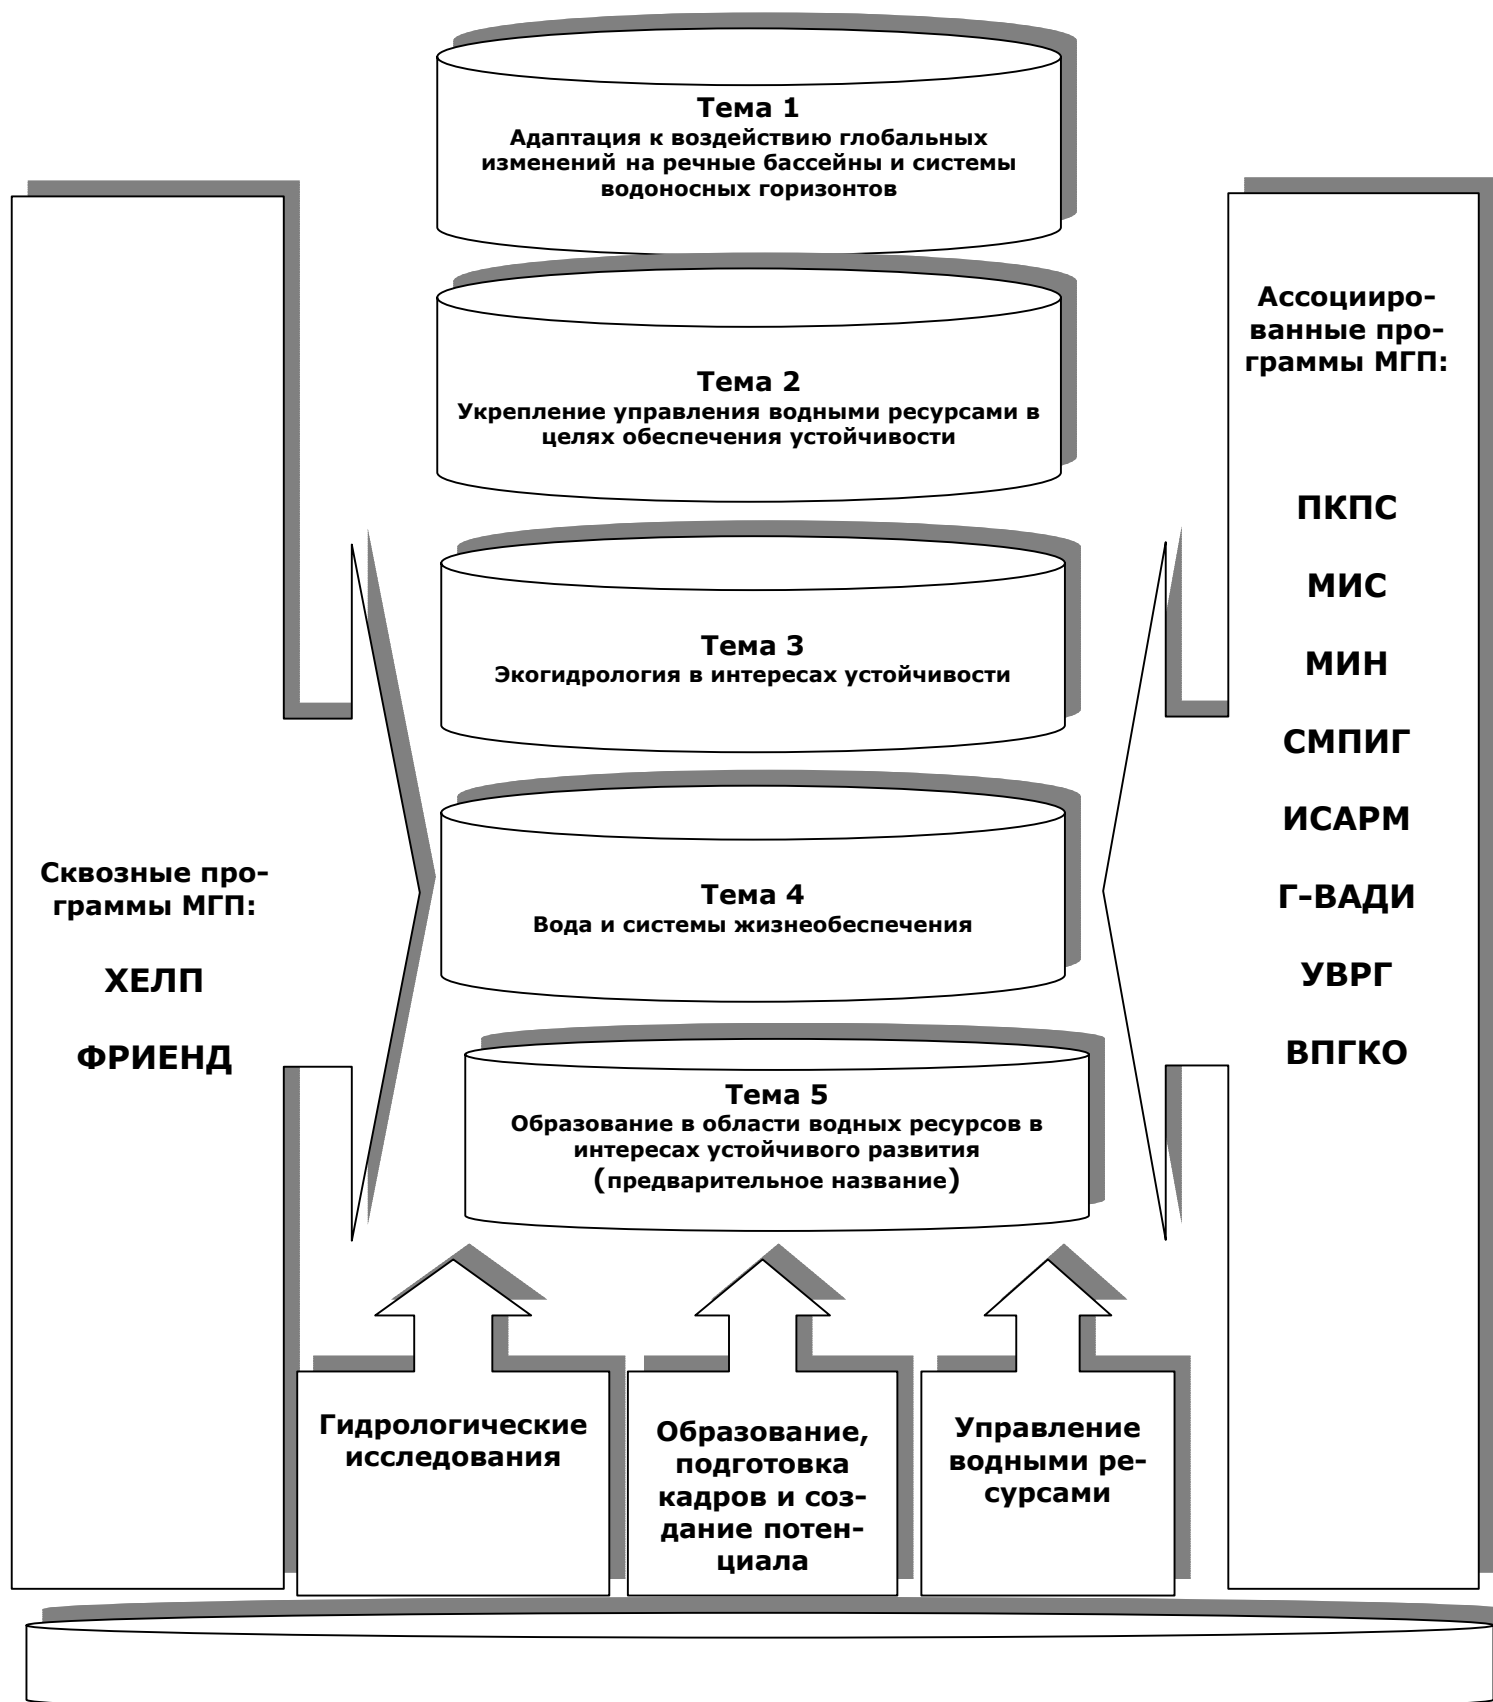 Тема 1
Адаптация к воздействию глобальных
изменений на речные бассейны и системы
водоносных горизонтов
Тема 2
Укрепление управления водными ресурсами в
целях обеспечения устойчивости
Тема 3
Экогидрология в интересах устойчивости
Тема 4
Вода и системы жизнеобеспечения
Тема 5
Образование в области водных ресурсов в
интересах устойчивого развития
(предварительное название)
Сквозные про-
граммы МГП:
ХЕЛП
ФРИЕНД
Ассоцииро-
ванные про-
граммы МГП:
ПКПС
МИС
МИН
СМПИГ
ИСАРМ
Г-ВАДИ
УВРГ
ВПГКО
Гидрологические
исследования
Образование,
подготовка
кадров и соз-
дание потен-
циала
Управление
водными ре-
сурсами